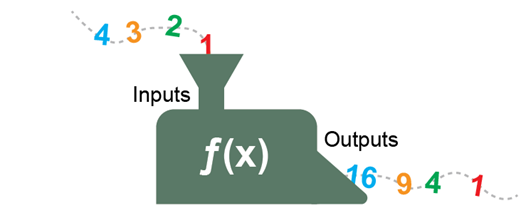 4 3 2 1
Inputs
f(x)
Outputs
16 9 4 1